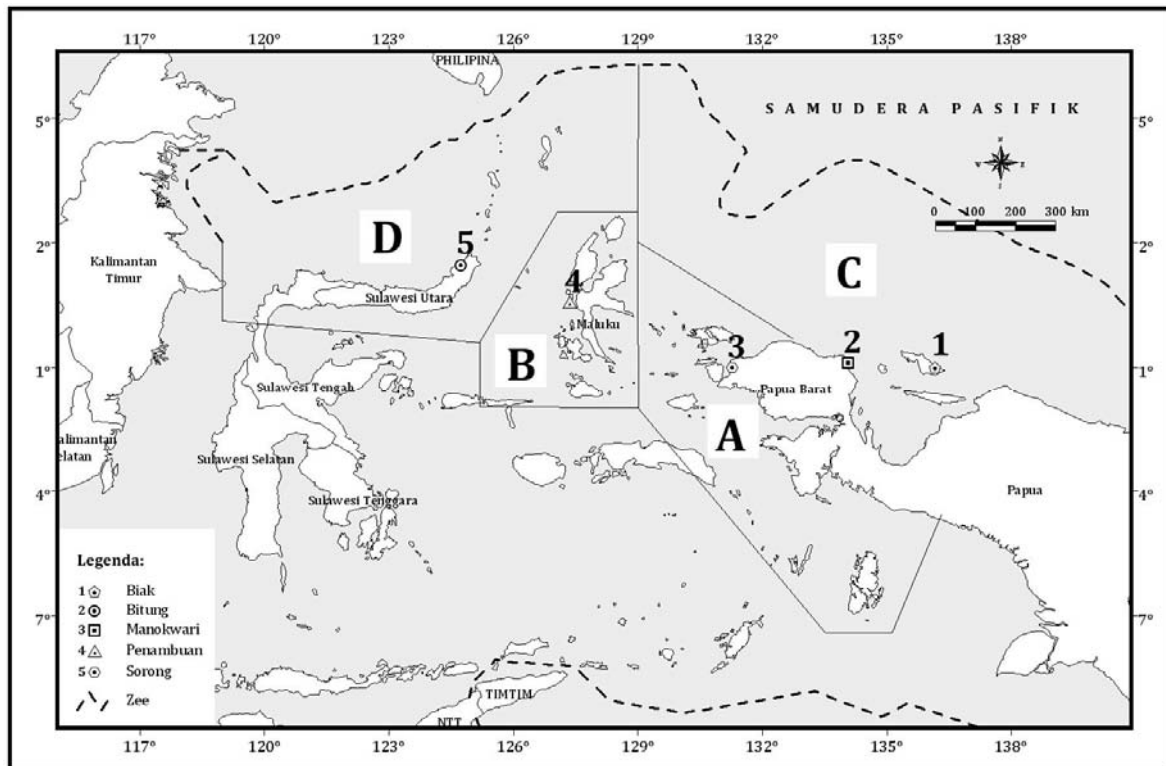 117° 120° 123° 126° 129° 132° 135° 138°
PHILIPINA
SAMUDERA PASIFIK
5° 5°
0 100 200 300 km
2° 2°
D
5
C
Kalimantan
Timur
4
Sulawesi Utara
Maluku
B
3
2
1
1° 1°
Sulawesi Tengah
Papua Barat
A
Kalimantan
Selatan
Sulawesi Selatan
4° 4°
Sulawesi Tenggara
Papua
Legenda:
1 Biak
2 Bitung
3 Manokwari
4 Penambuan
5 Sorong
Zee
7° 7°
TIMTIM
NTT
117° 120° 123° 126° 129° 132° 135° 138°